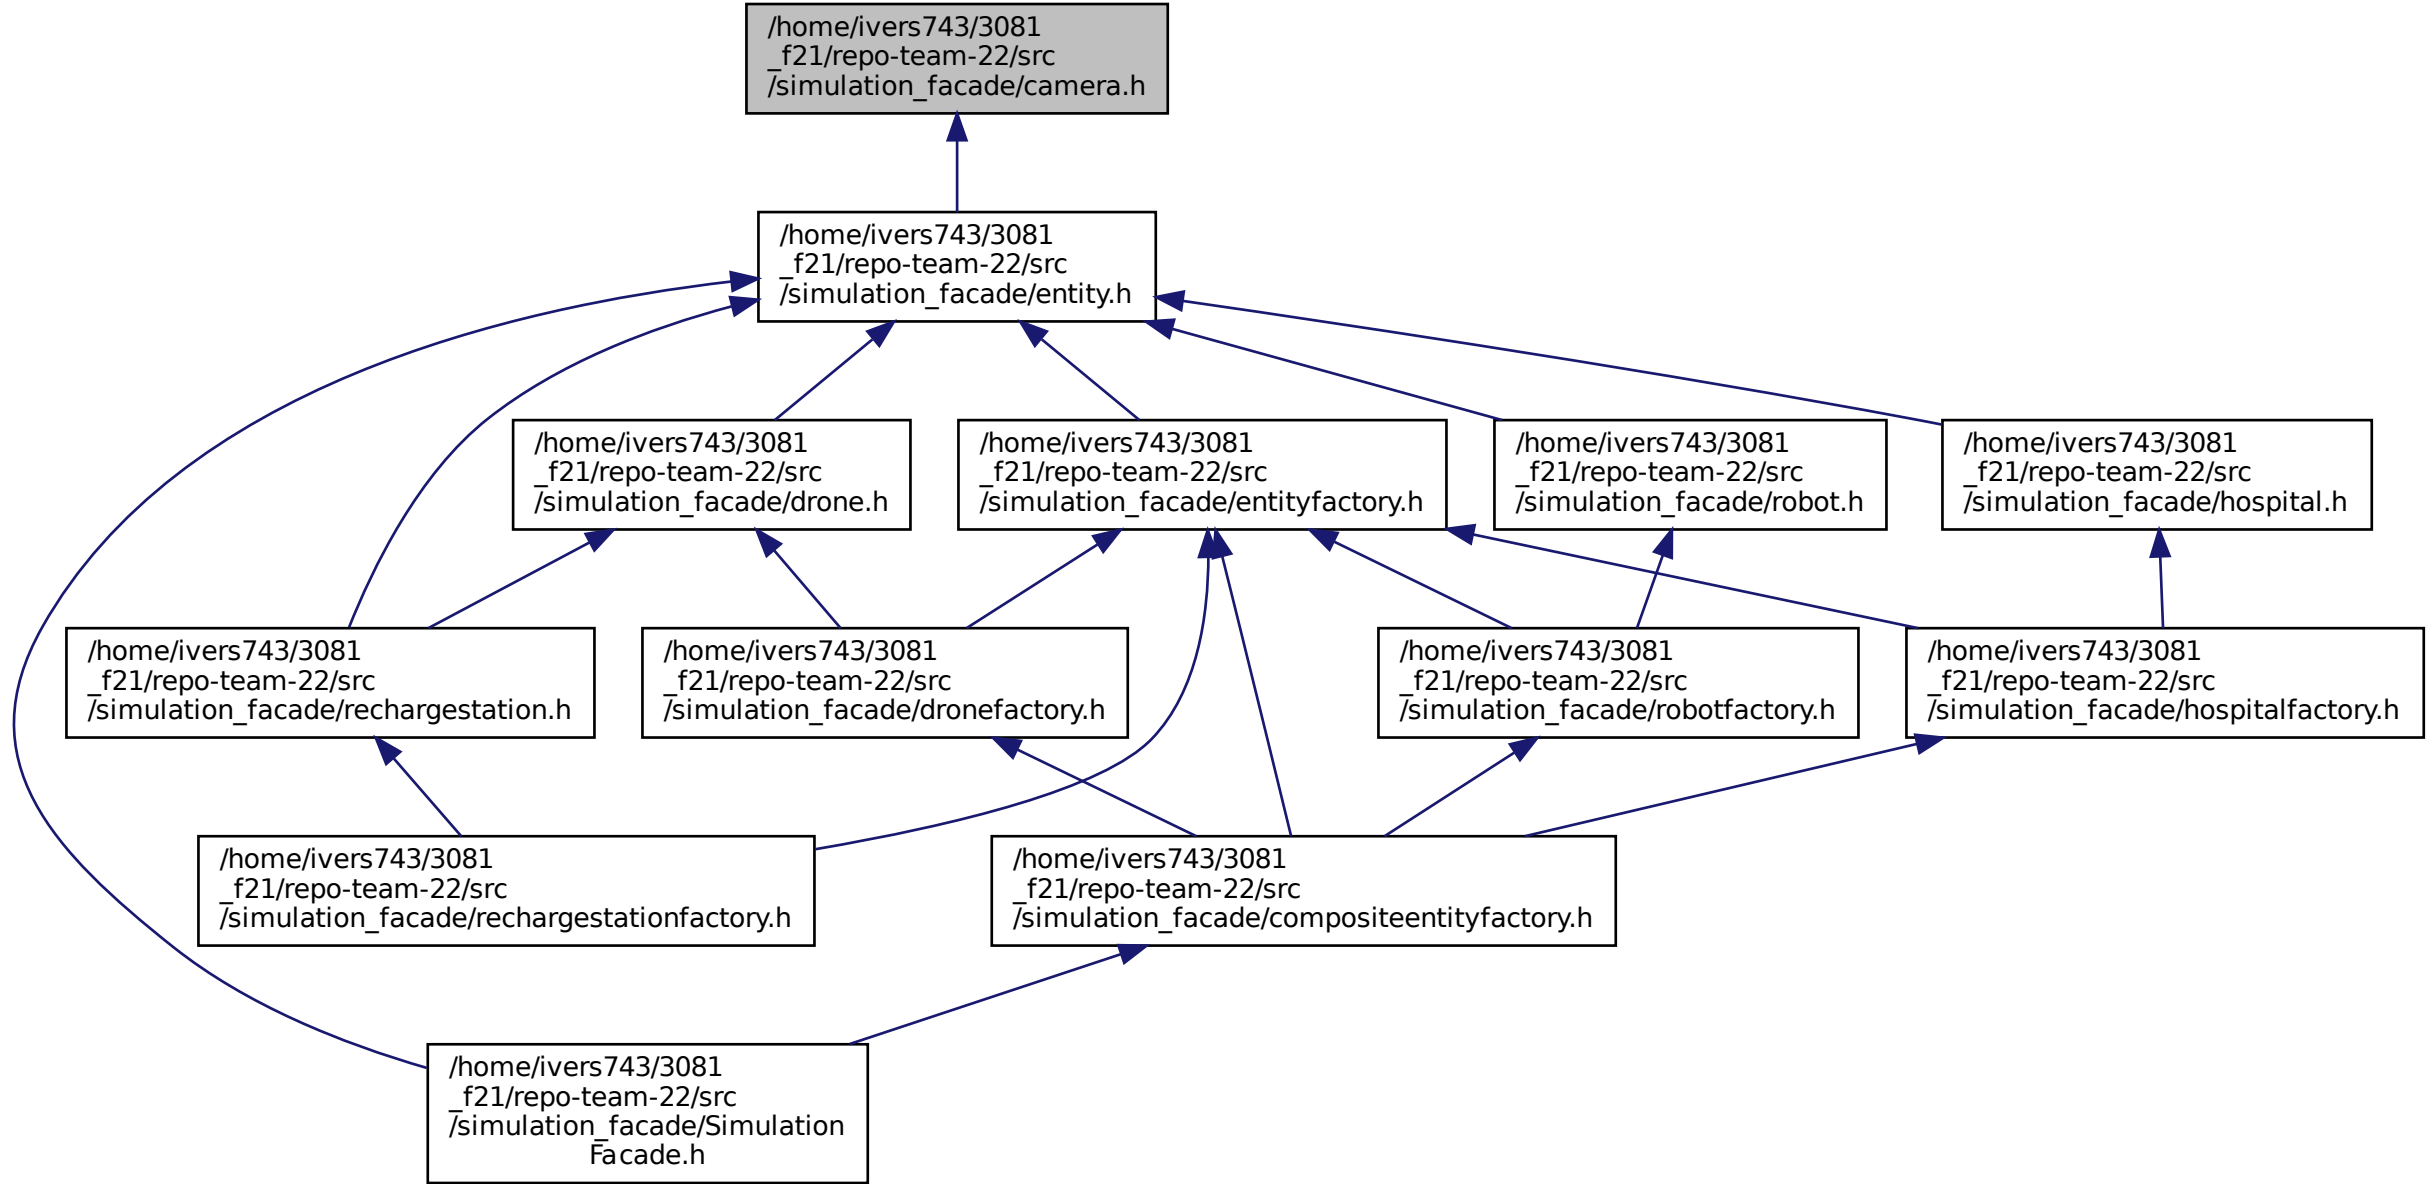 /home/ivers743/3081
_f21/repo-team-22/src
/simulation_facade/camera.h
/home/ivers743/3081
_f21/repo-team-22/src
/simulation_facade/entity.h
/home/ivers743/3081
_f21/repo-team-22/src
/simulation_facade/drone.h
/home/ivers743/3081
_f21/repo-team-22/src
/simulation_facade/entityfactory.h
/home/ivers743/3081
_f21/repo-team-22/src
/simulation_facade/robot.h
/home/ivers743/3081
_f21/repo-team-22/src
/simulation_facade/hospital.h
/home/ivers743/3081
_f21/repo-team-22/src
/simulation_facade/rechargestation.h
/home/ivers743/3081
_f21/repo-team-22/src
/simulation_facade/dronefactory.h
/home/ivers743/3081
_f21/repo-team-22/src
/simulation_facade/robotfactory.h
/home/ivers743/3081
_f21/repo-team-22/src
/simulation_facade/hospitalfactory.h
/home/ivers743/3081
_f21/repo-team-22/src
/simulation_facade/rechargestationfactory.h
/home/ivers743/3081
_f21/repo-team-22/src
/simulation_facade/compositeentityfactory.h
/home/ivers743/3081
_f21/repo-team-22/src
/simulation_facade/Simulation
Facade.h